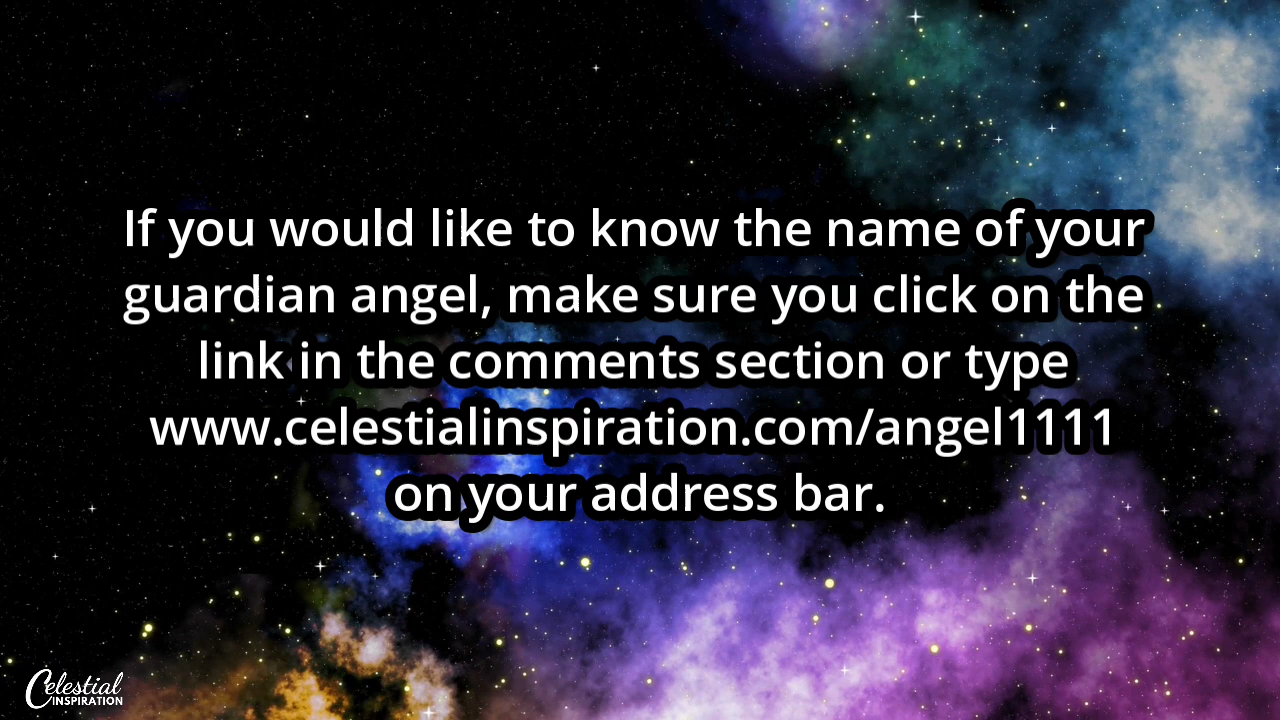 If you would like to know the name of your
guardian angel, make sure you click on the
link in the comments section or type
www.celestialinspiration.com/angel1111
on your address bar.
Celestial
INSPIRATION